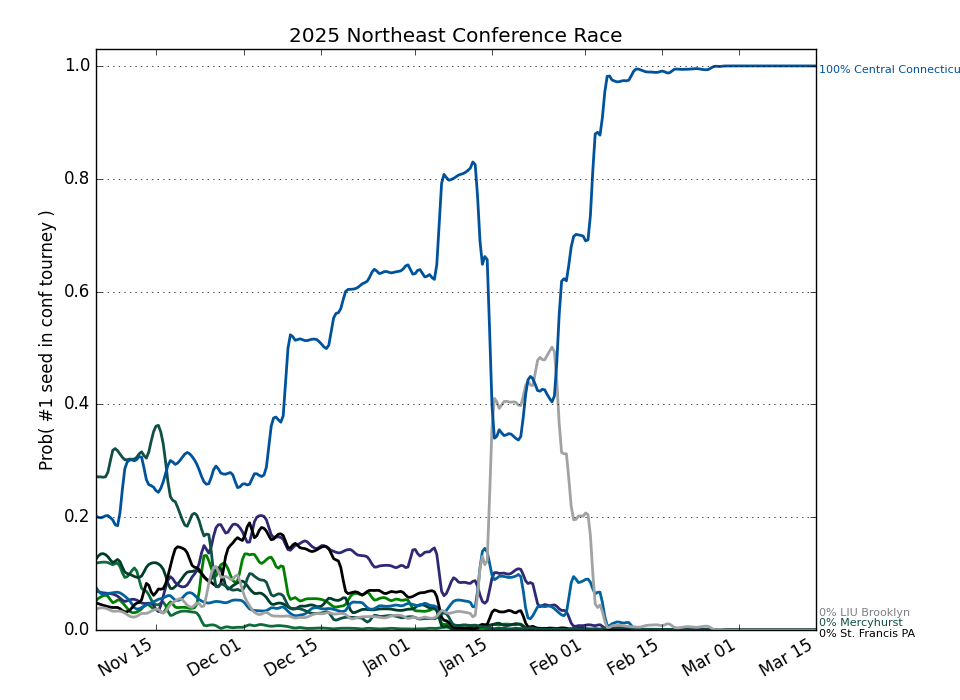 2025 Northeast Conference Race
Prob( #1 seed in conf tourney )
1.0
0.8
0.6
0.4
0.2
0.0
100% Central Connecticu
0% LIU Brooklyn
0% Mercyhurst
0% St. Francis PA
Nov 15
Dec 01
Dec 15
Jan 01
Jan 15
Feb 01
Feb 15
Mar 01
Mar 15